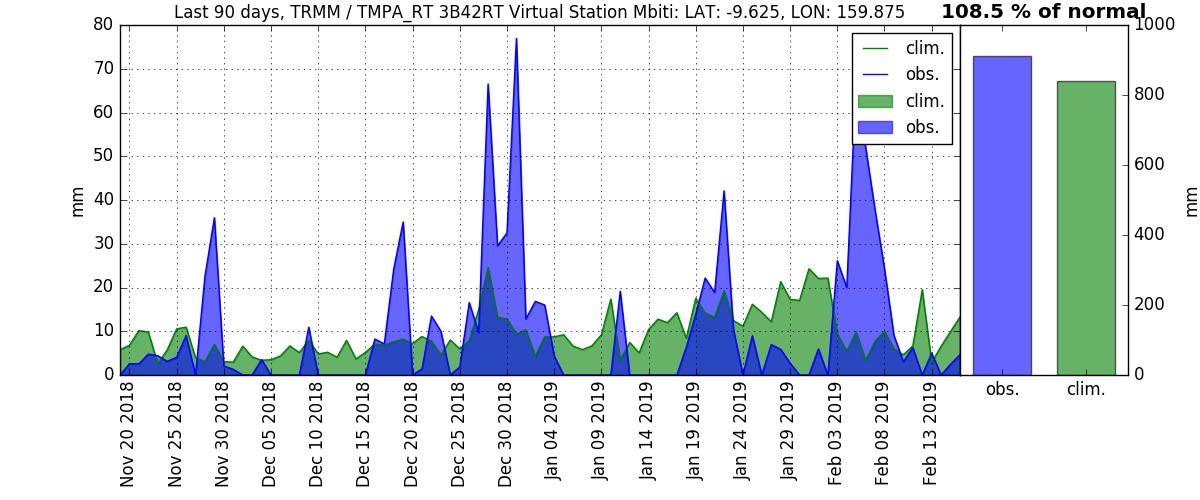 Last 90 days, TRMM / TMPA_RT 3B42RT Virtual Station Mbiti: LAT: -9.625, LON: 159.875
108.5 % of normal
80
70
60
50
40
30
20
10
0
mm
clim.
obs.
clim.
obs.
1000
800
600
400
200
0
mm
obs.
clim.
Nov 20 2018
Nov 25 2018
Nov 30 2018
Dec 05 2018
Dec 10 2018
Dec 15 2018
Dec 20 2018
Dec 25 2018
Dec 30 2018
Jan 04 2019
Jan 09 2019
Jan 14 2019
Jan 19 2019
Jan 24 2019
Jan 29 2019
Feb 03 2019
Feb 08 2019
Feb 13 2019